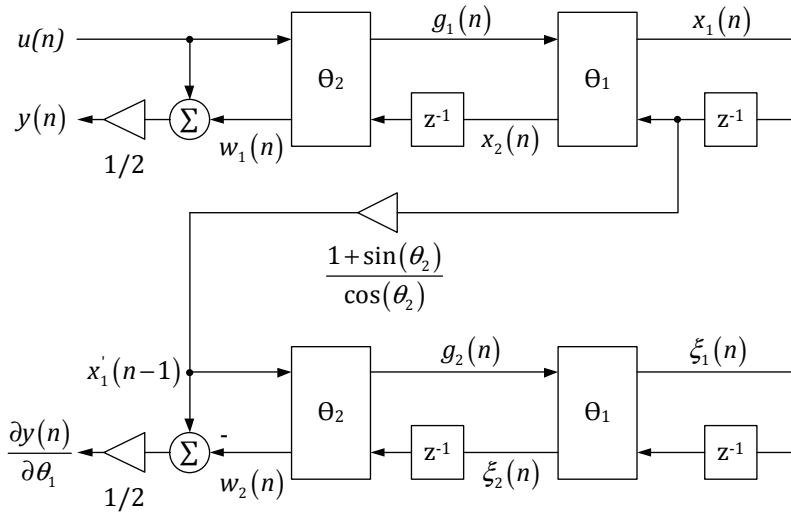 u(n) g₁(n) x₁(n)
Θ₂ Θ₁
y(n) Σ z⁻¹ z⁻¹
1/2 w₁(n) x₂(n)
1+sin(θ₂)
cos(θ₂)
g₂(n) ξ₁(n)
x₁'(n−1) Θ₂ Θ₁
-
∂y(n) Σ z⁻¹ z⁻¹
∂θ₁
1/2 w₂(n) ξ₂(n)